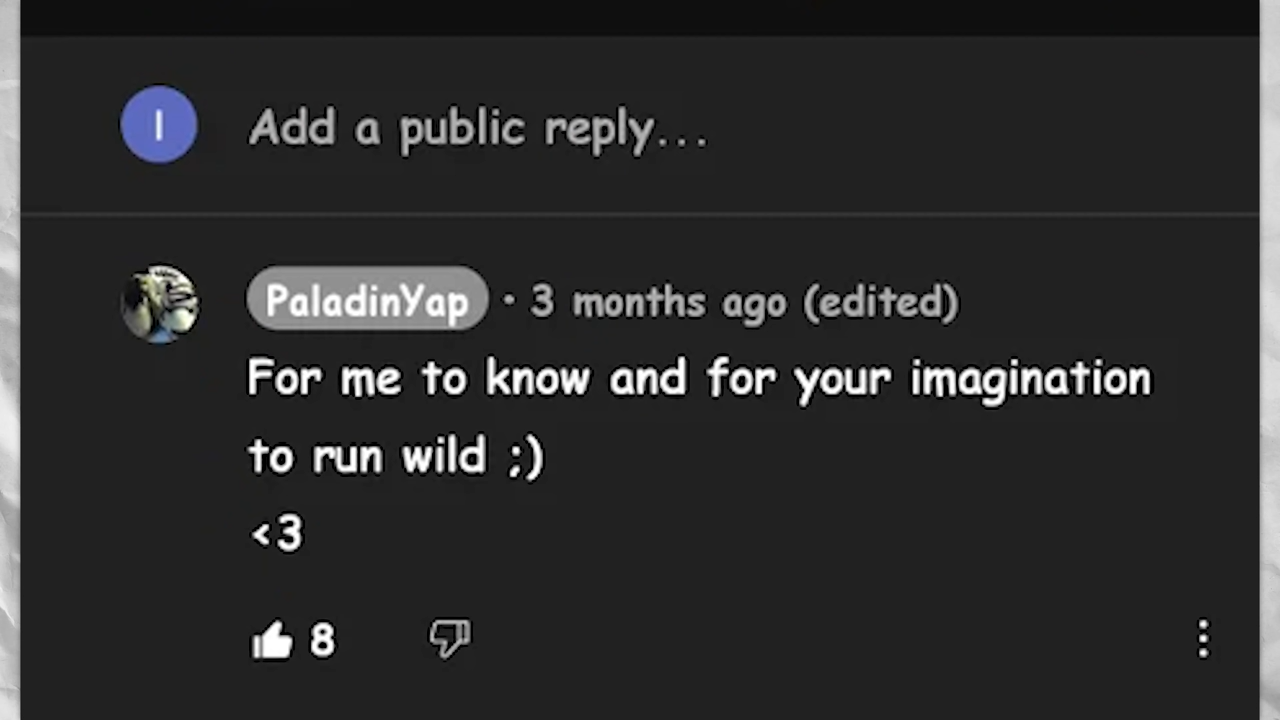 I
Add a public reply...
PaladinYap · 3 months ago (edited)
For me to know and for your imagination
to run wild ;)
<3
8